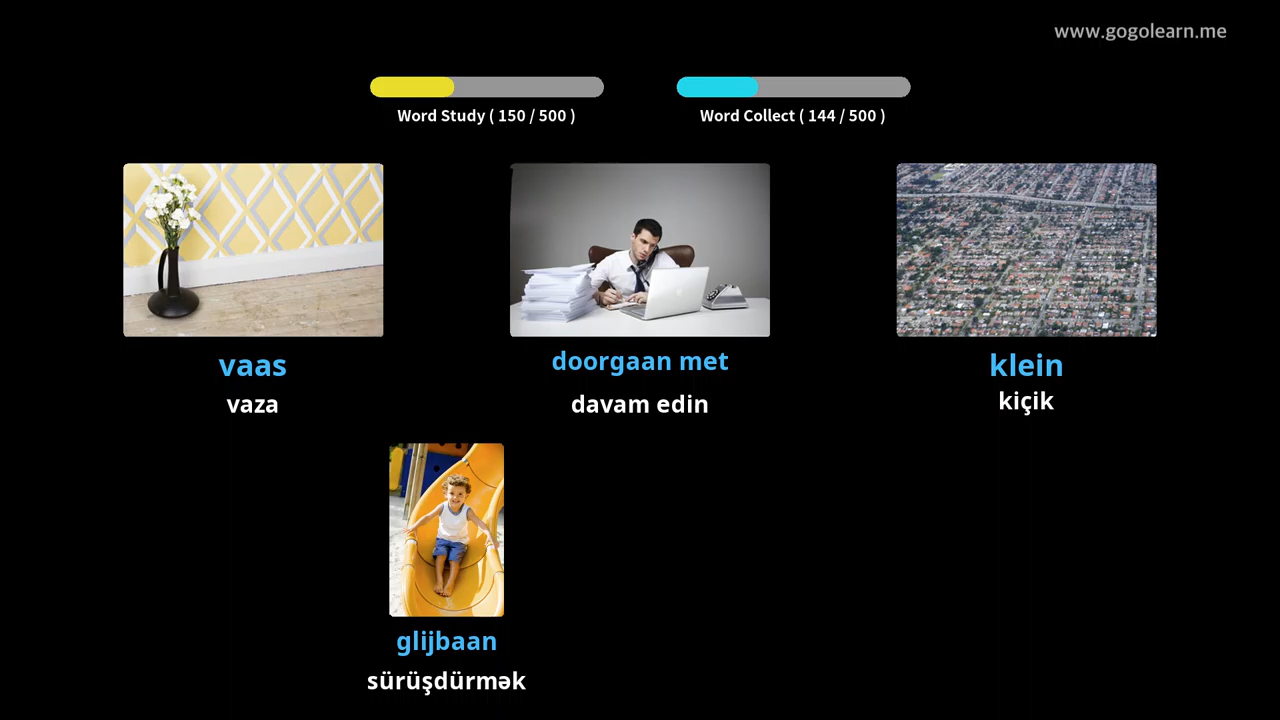 www.gogolearn.me
Word Study ( 150 / 500 )
Word Collect ( 144 / 500 )
vaas
vaza
doorgaan met
davam edin
klein
kiçik
glijbaan
sürüşdürmək